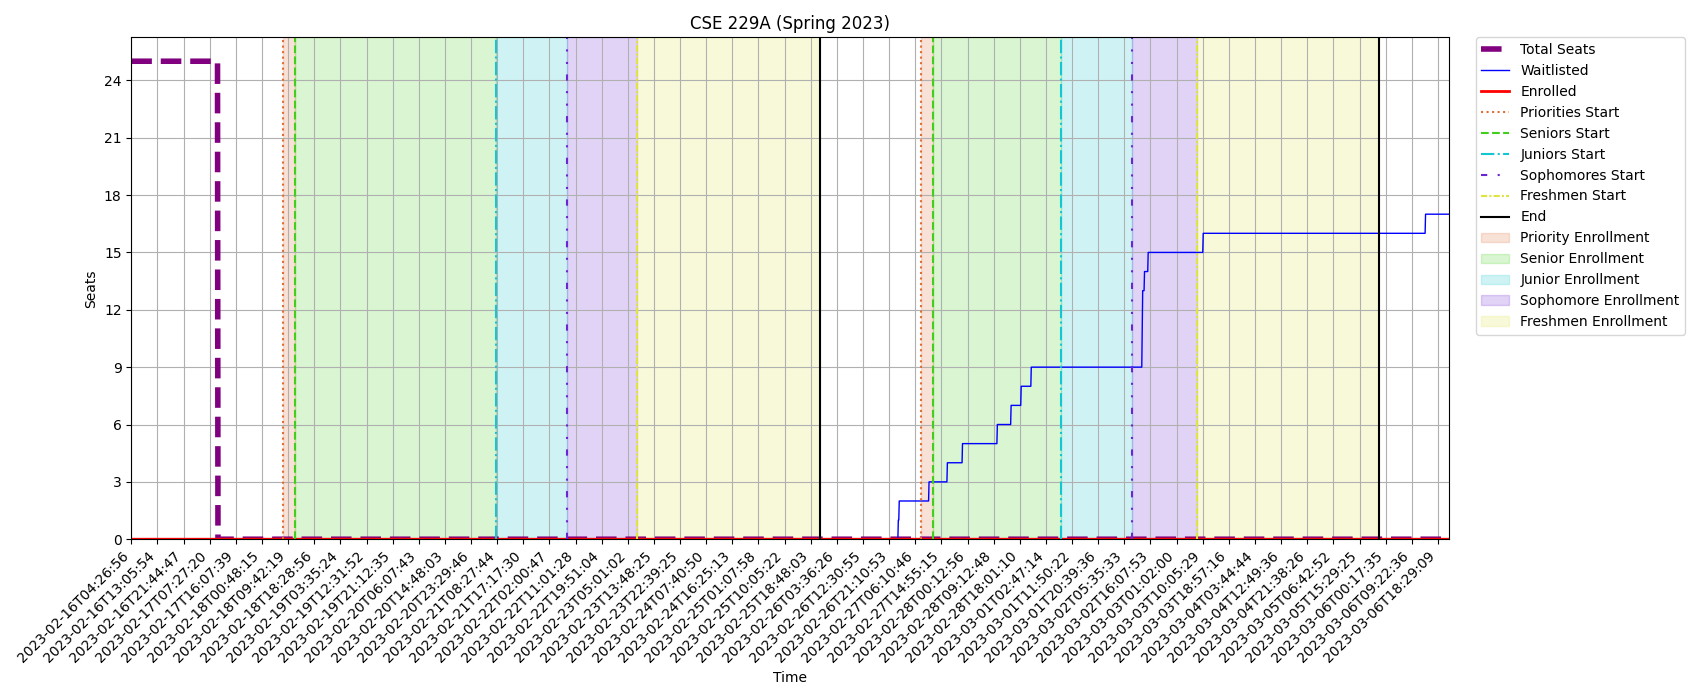 CSE 229A (Spring 2023)
Seats
24
21
18
15
12
9
6
3
0
2023-02-16T04:26:56
2023-02-16T13:05:54
2023-02-16T21:44:47
2023-02-17T07:27:20
2023-02-17T16:07:39
2023-02-18T00:48:15
2023-02-18T09:42:19
2023-02-18T18:28:56
2023-02-19T03:35:24
2023-02-19T12:31:52
2023-02-19T21:12:35
2023-02-20T06:07:43
2023-02-20T14:48:03
2023-02-20T23:29:46
2023-02-21T08:27:44
2023-02-21T17:17:30
2023-02-22T02:00:47
2023-02-22T11:01:28
2023-02-22T19:51:04
2023-02-23T05:01:02
2023-02-23T13:48:25
2023-02-23T22:39:25
2023-02-24T07:40:50
2023-02-24T16:25:13
2023-02-25T01:07:58
2023-02-25T10:05:22
2023-02-25T18:48:03
2023-02-26T03:36:26
2023-02-26T12:30:55
2023-02-26T21:10:53
2023-02-27T06:10:46
2023-02-27T14:55:15
2023-02-28T00:12:56
2023-02-28T09:12:48
2023-02-28T18:01:10
2023-03-01T02:47:14
2023-03-01T11:50:22
2023-03-01T20:39:36
2023-03-02T05:35:33
2023-03-02T16:07:53
2023-03-03T01:02:00
2023-03-03T10:05:29
2023-03-03T18:57:16
2023-03-04T03:44:44
2023-03-04T12:49:36
2023-03-04T21:38:26
2023-03-05T06:42:52
2023-03-05T15:29:25
2023-03-06T00:17:35
2023-03-06T09:22:36
2023-03-06T18:29:09
Time
Total Seats
Waitlisted
Enrolled
Priorities Start
Seniors Start
Juniors Start
Sophomores Start
Freshmen Start
End
Priority Enrollment
Senior Enrollment
Junior Enrollment
Sophomore Enrollment
Freshmen Enrollment